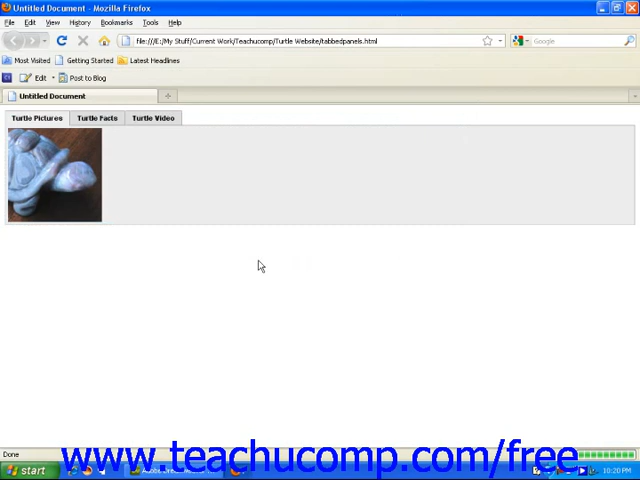 Untitled Document - Mozilla Firefox
File Edit View History Bookmarks Tools Help
file:///E:/My Stuff/Current Work/Teachucomp/Turtle Website/tabbedpanels.html
Google
Most Visited Getting Started Latest Headlines
Edit Post to Blog
Untitled Document
Turtle Pictures Turtle Facts Turtle Video
Done
www.teachucomp.com/free
start 10:20 PM